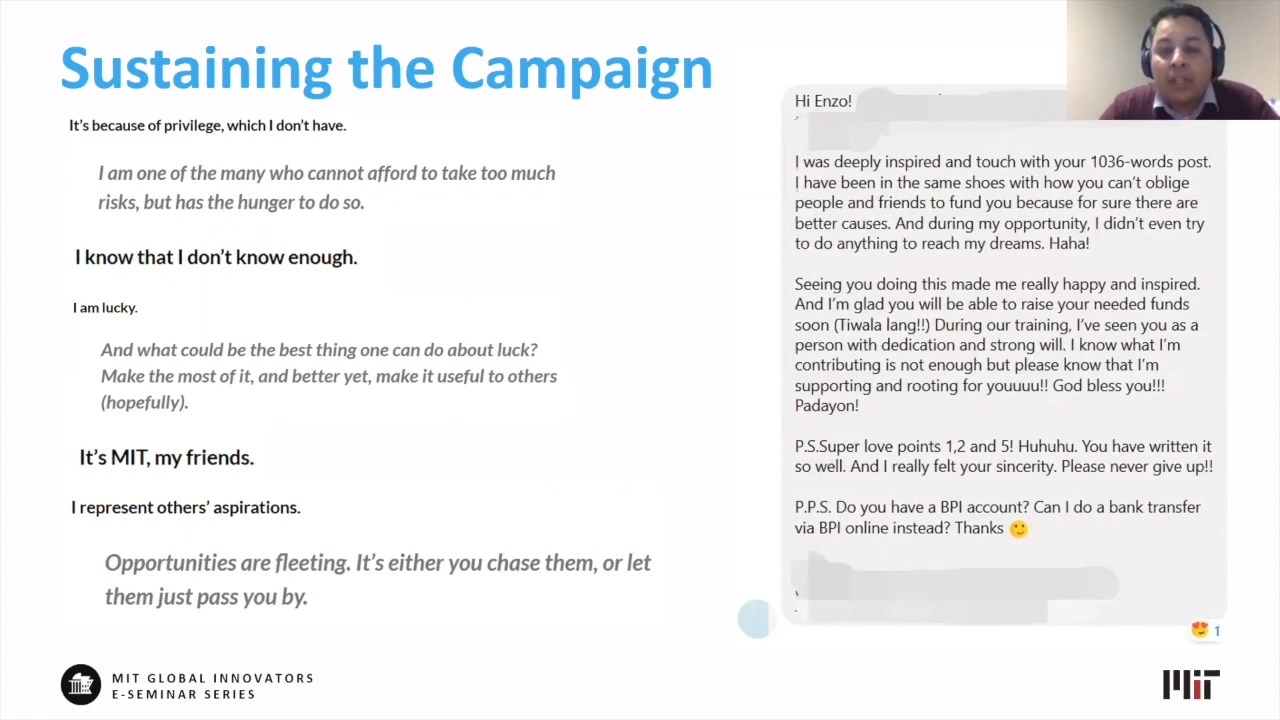 Sustaining the Campaign
It's because of privilege, which I don't have.
I am one of the many who cannot afford to take too much
risks, but has the hunger to do so.
I know that I don't know enough.
I am lucky.
And what could be the best thing one can do about luck?
Make the most of it, and better yet, make it useful to others
(hopefully).
It's MIT, my friends.
I represent others' aspirations.
Opportunities are fleeting. It's either you chase them, or let
them just pass you by.
Hi Enzo!
I was deeply inspired and touch with your 1036-words post.
I have been in the same shoes with how you can't oblige
people and friends to fund you because for sure there are
better causes. And during my opportunity, I didn't even try
to do anything to reach my dreams. Haha!
Seeing you doing this made me really happy and inspired.
And I'm glad you will be able to raise your needed funds
soon (Tiwala lang!!) During our training, I've seen you as a
person with dedication and strong will. I know what I'm
contributing is not enough but please know that I'm
supporting and rooting for youuuu!! God bless you!!!
Padayon!
P.S.Super love points 1,2 and 5! Huhuhu. You have written it
so well. And I really felt your sincerity. Please never give up!!
P.P.S. Do you have a BPI account? Can I do a bank transfer
via BPI online instead? Thanks 🙂
😍 1
MIT GLOBAL INNOVATORS
E-SEMINAR SERIES
MIT